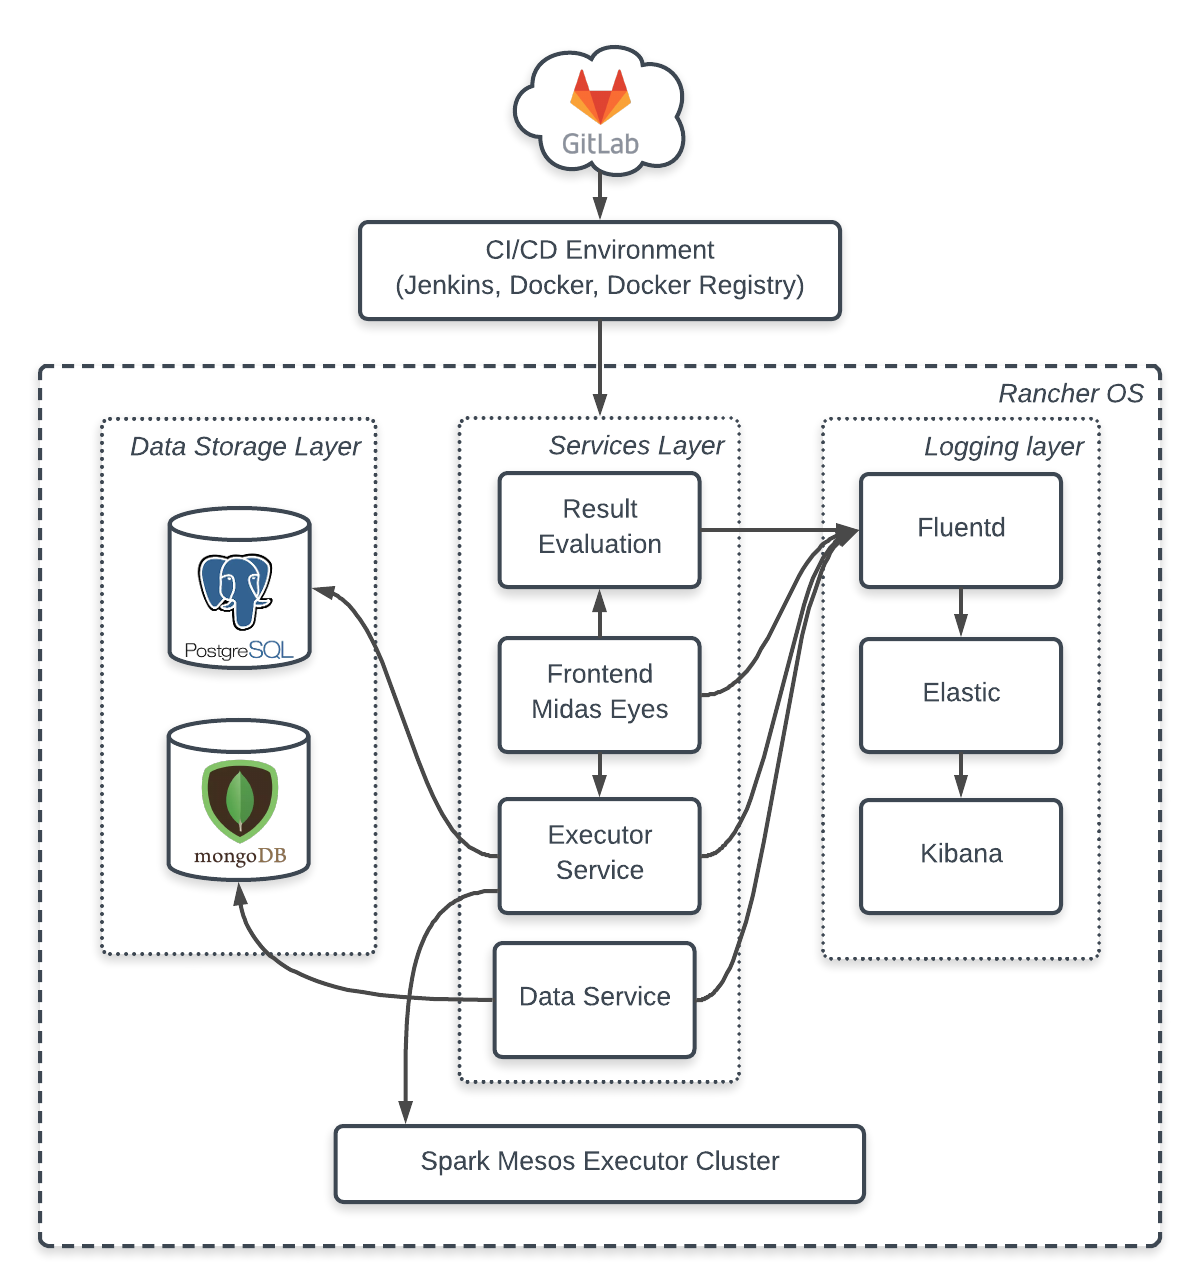 GitLab
CI/CD Environment
(Jenkins, Docker, Docker Registry)
Rancher OS
Data Storage Layer
PostgreSQL
mongoDB
Services Layer
Result
Evaluation
Frontend
Midas Eyes
Executor
Service
Data Service
Logging layer
Fluentd
Elastic
Kibana
Spark Mesos Executor Cluster